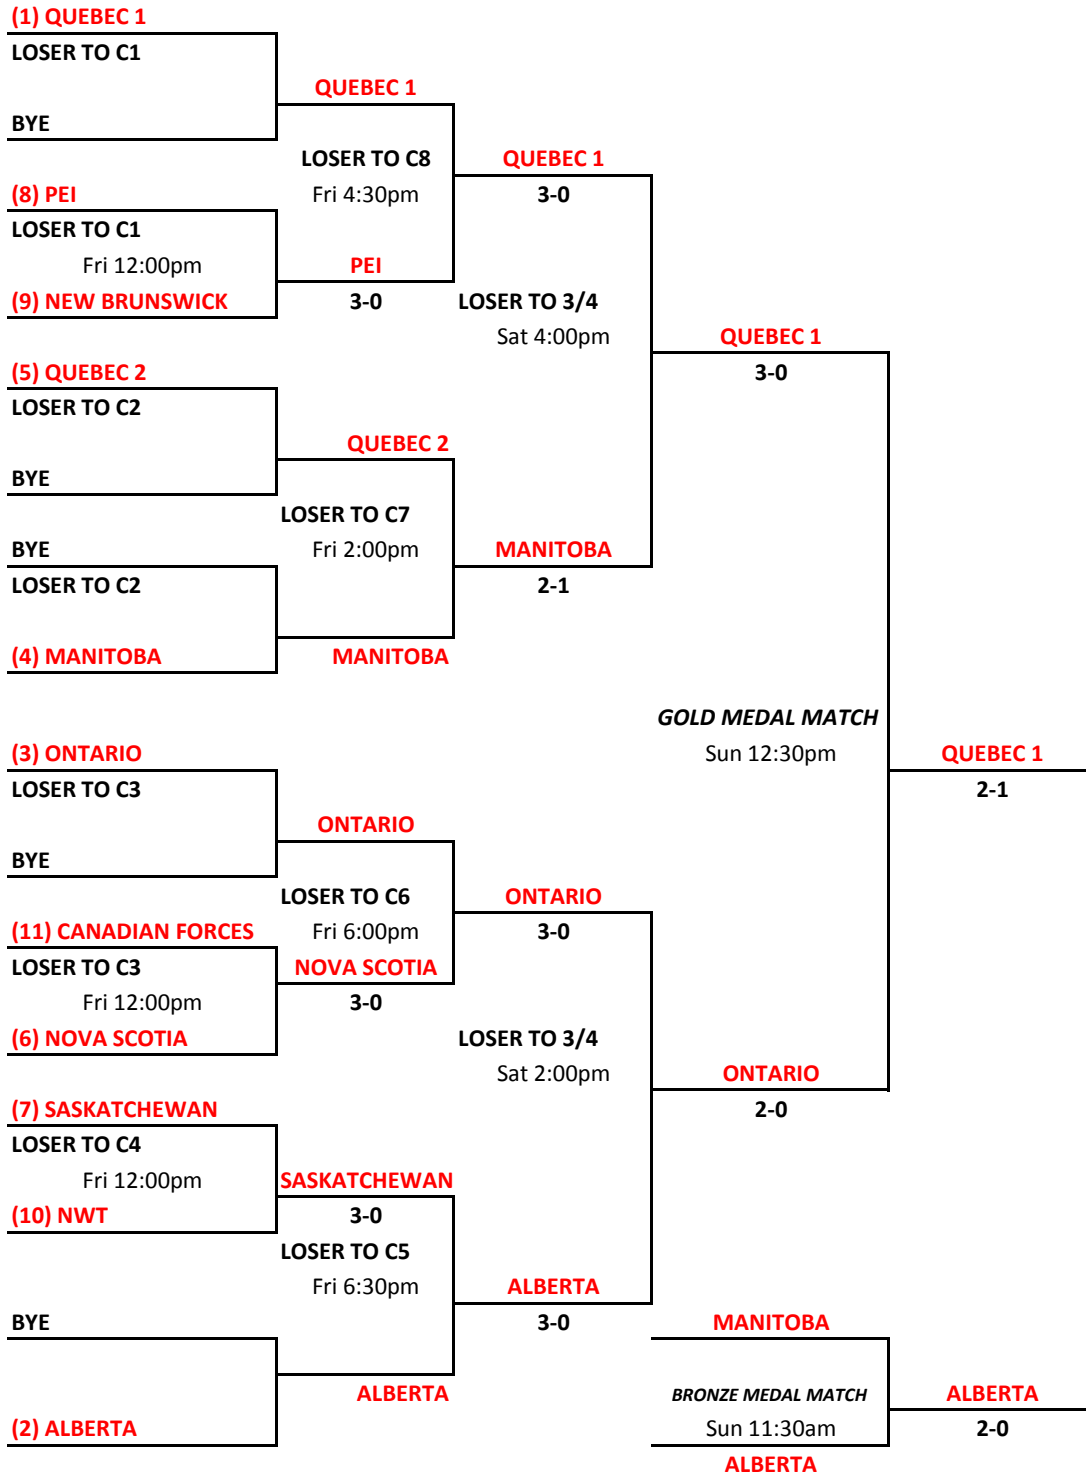 (1) QUEBEC 1
LOSER TO C1
QUEBEC 1
BYE
LOSER TO C8
QUEBEC 1
(8) PEI
Fri 4:30pm
3-0
LOSER TO C1
Fri 12:00pm
PEI
(9) NEW BRUNSWICK
3-0
LOSER TO 3/4
Sat 4:00pm
QUEBEC 1
(5) QUEBEC 2
3-0
LOSER TO C2
QUEBEC 2
BYE
LOSER TO C7
BYE
Fri 2:00pm
MANITOBA
LOSER TO C2
2-1
(4) MANITOBA
MANITOBA
GOLD MEDAL MATCH
(3) ONTARIO
Sun 12:30pm
QUEBEC 1
LOSER TO C3
2-1
ONTARIO
BYE
LOSER TO C6
ONTARIO
(11) CANADIAN FORCES
Fri 6:00pm
3-0
LOSER TO C3
NOVA SCOTIA
Fri 12:00pm
3-0
(6) NOVA SCOTIA
LOSER TO 3/4
Sat 2:00pm
ONTARIO
(7) SASKATCHEWAN
2-0
LOSER TO C4
Fri 12:00pm
SASKATCHEWAN
(10) NWT
3-0
LOSER TO C5
Fri 6:30pm
ALBERTA
BYE
3-0
MANITOBA
ALBERTA
BRONZE MEDAL MATCH
ALBERTA
(2) ALBERTA
Sun 11:30am
2-0
ALBERTA